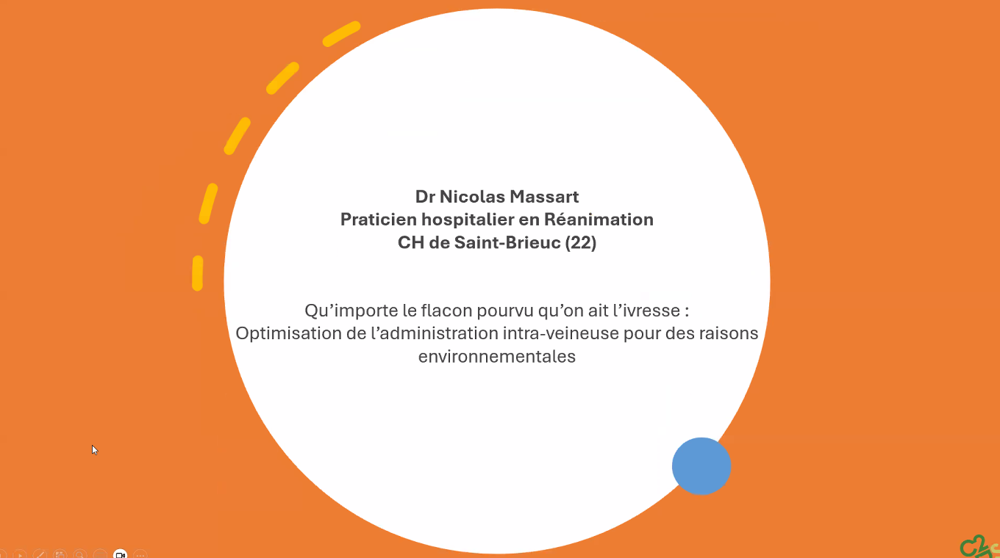 Dr Nicolas Massart
Praticien hospitalier en Réanimation
CH de Saint-Brieuc (22)
Qu’importe le flacon pourvu qu’on ait l’ivresse :
Optimisation de l’administration intra-veineuse pour des raisons
environnementales